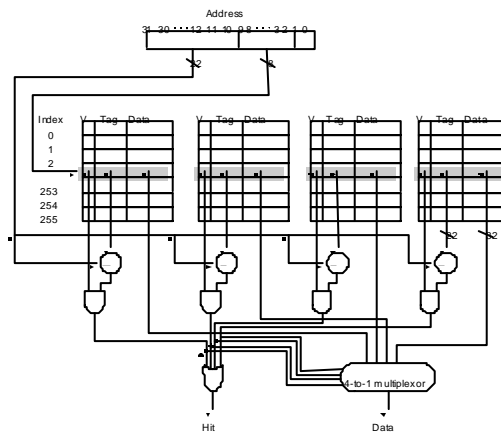 Address
31 30 ···· 12 11 10 9 8 ···· 3 2 1 0
22
8
Index V Tag Data V Tag Data V Tag Data V Tag Data
0
1
2
253
254
255
22 32
4-to-1 multiplexor
Hit Data